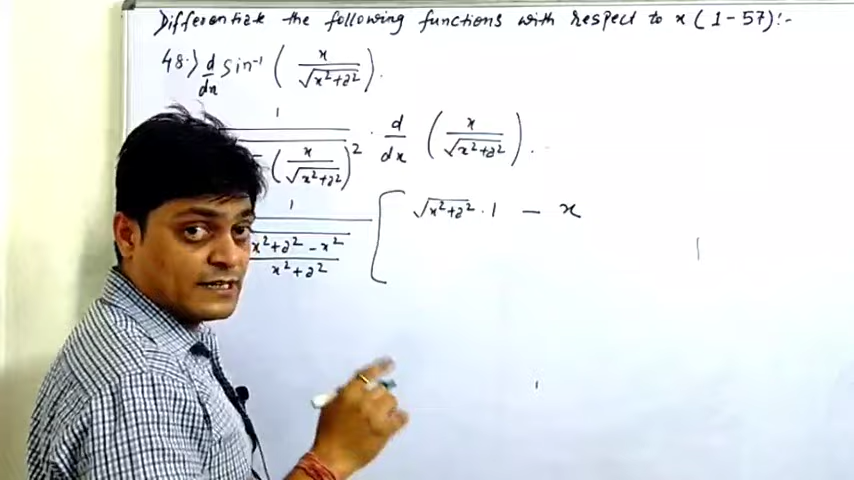 Differentiate the following functions with respect to x (1-57):-
48.) d/dx sin⁻¹ ( x / √x²+a² ).
1 / ( x / √x²+a² )² · d/dx ( x / √x²+a² ).
1 / x²+a²-x² / x²+a² [ √x²+a² · 1 - x